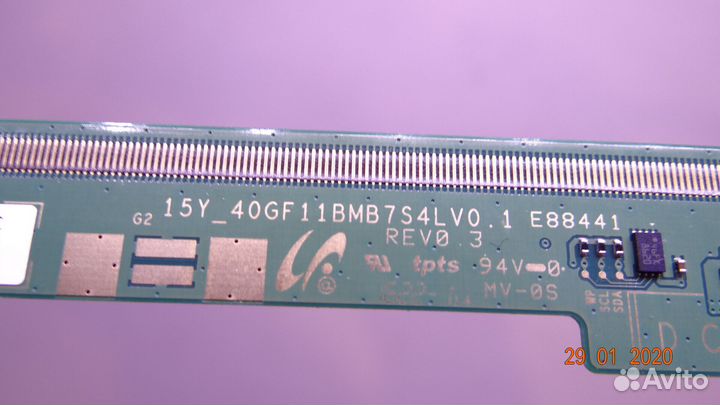 15Y_40GF11BMB7S4LV0.1 E88441
G2
REV0.3
tpts 94V-0
MV-0S
WP
SCL
SDA
D
29 01 2020
Avito